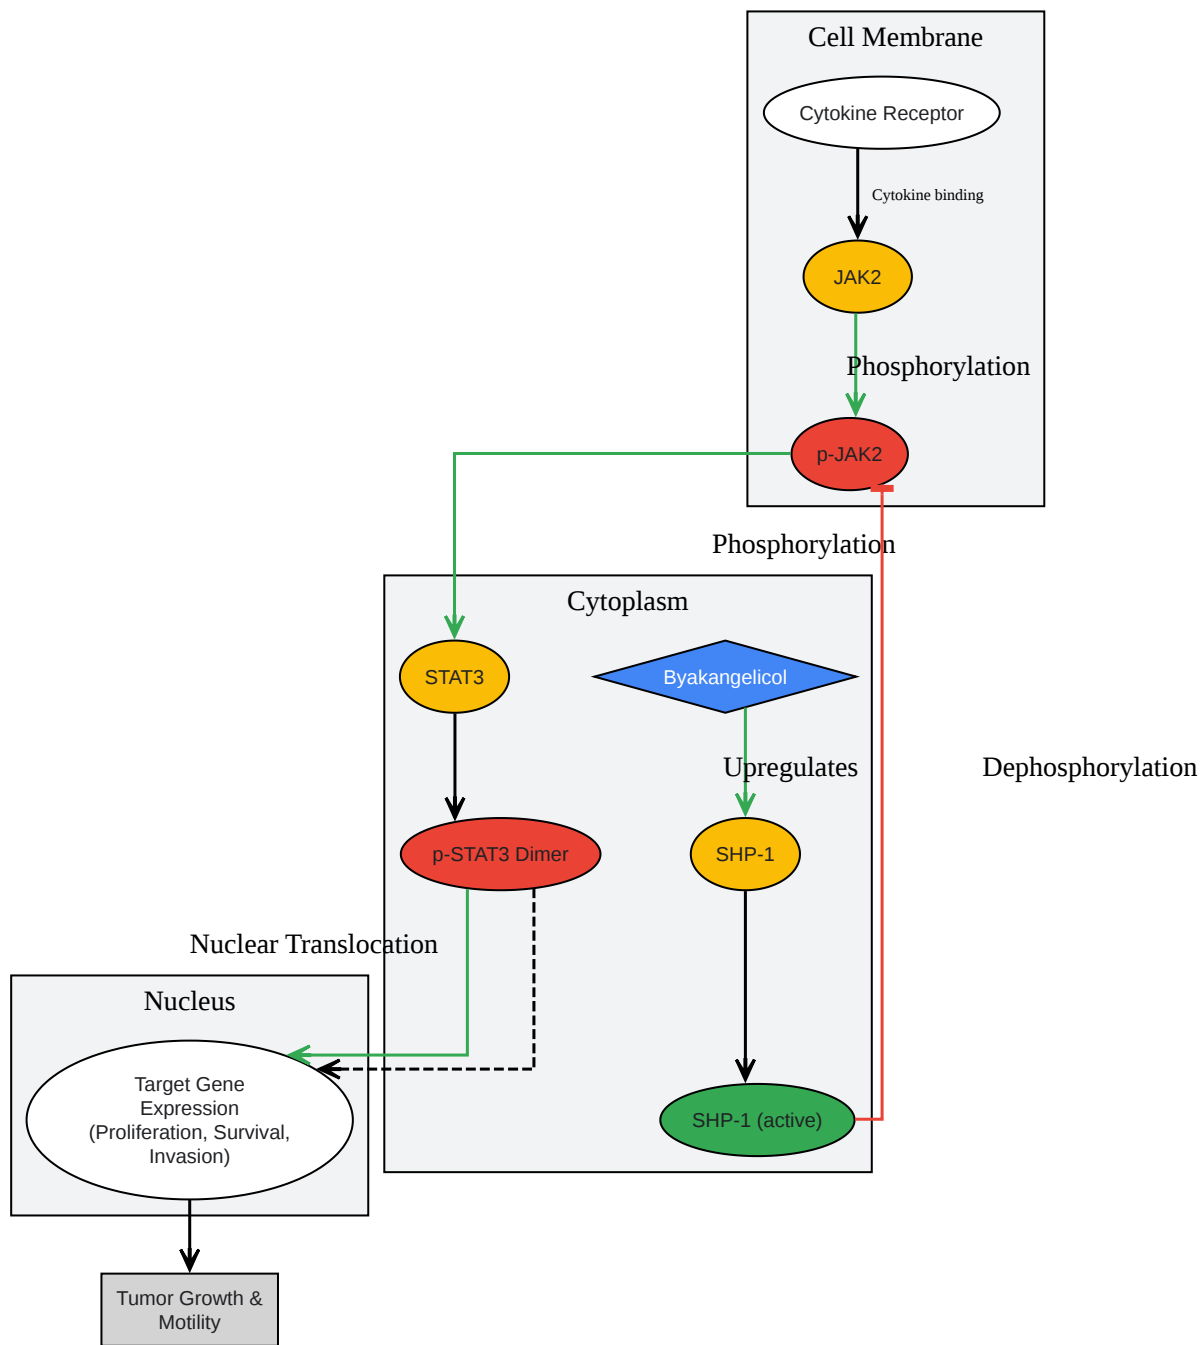 Cell Membrane
Cytokine Receptor
Cytokine binding
JAK2
Phosphorylation
p-JAK2
Phosphorylation
Cytoplasm
STAT3
Byakangelicol
Upregulates
Dephosphorylation
p-STAT3 Dimer
SHP-1
Nuclear Translocation
Nucleus
Target Gene
Expression
(Proliferation, Survival,
Invasion)
SHP-1 (active)
Tumor Growth &
Motility